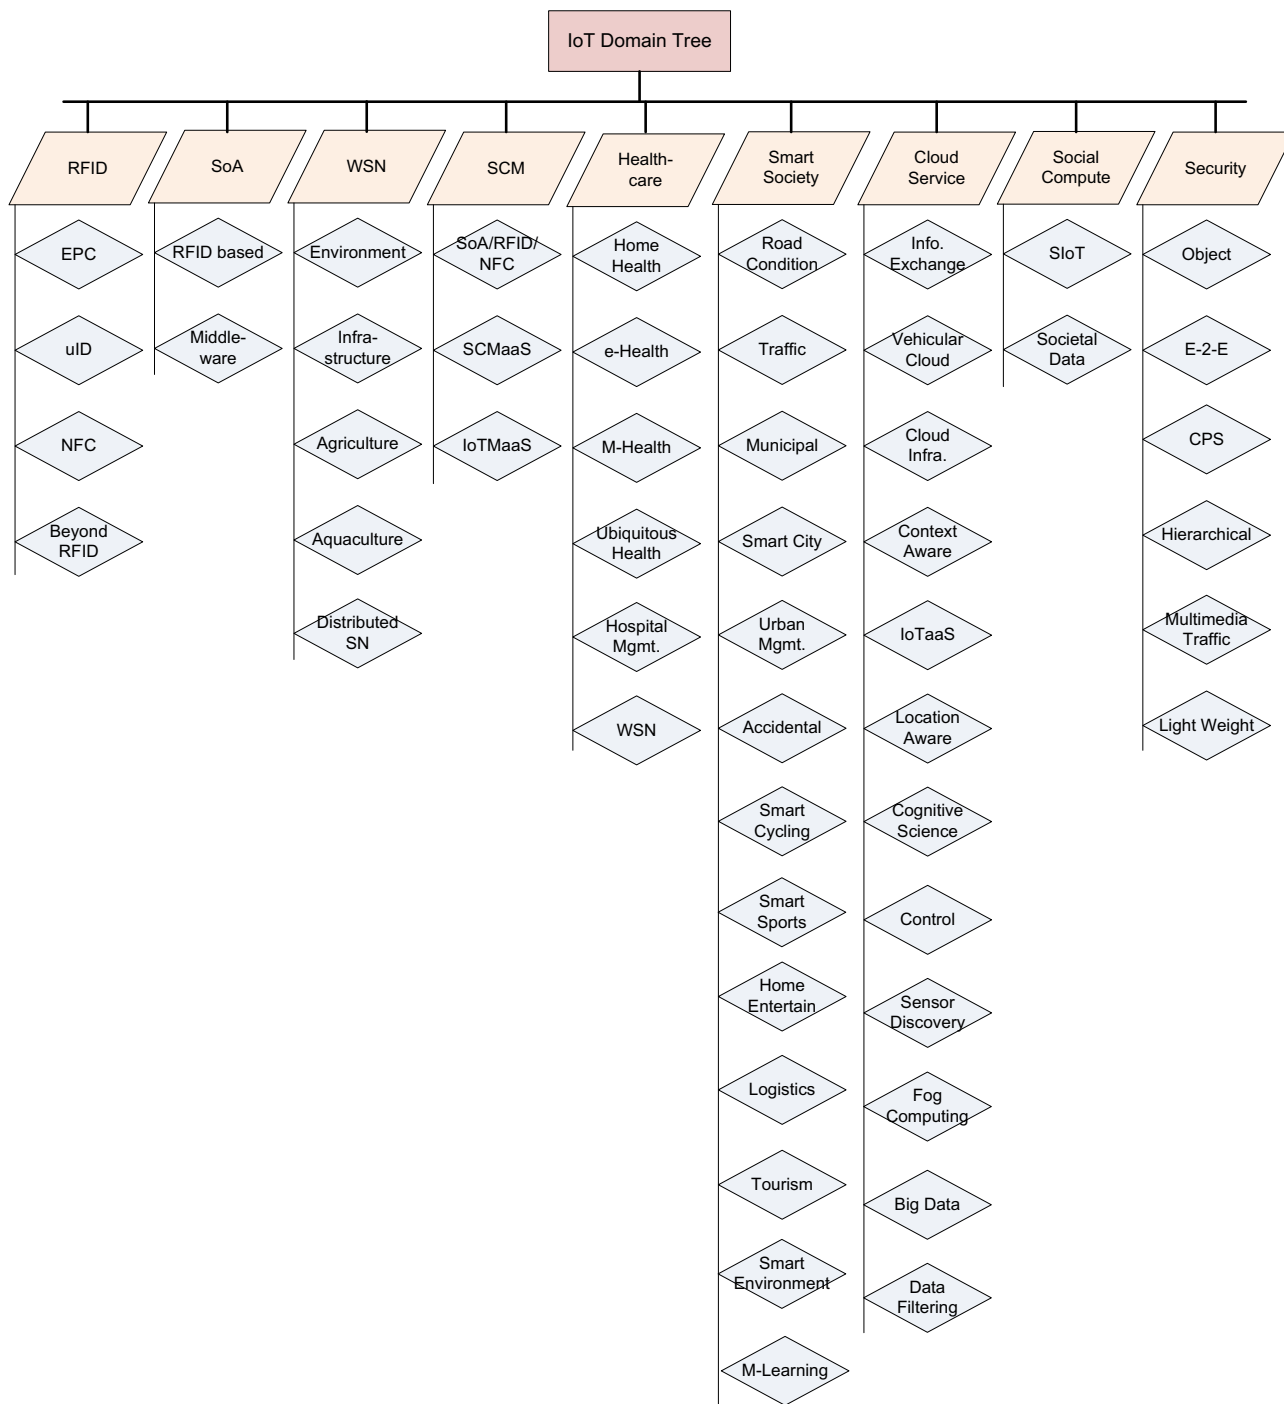 IoT Domain Tree
RFID
SoA
WSN
SCM
Health-
care
Smart
Society
Cloud
Service
Social
Compute
Security
EPC
uID
NFC
Beyond
RFID
RFID based
Middle-
ware
Environment
Infra-
structure
Agriculture
Aquaculture
Distributed
SN
SoA/RFID/
NFC
SCMaaS
IoTMaaS
Home
Health
e-Health
M-Health
Ubiquitous
Health
Hospital
Mgmt.
WSN
Road
Condition
Traffic
Municipal
Smart City
Urban
Mgmt.
Accidental
Smart
Cycling
Smart
Sports
Home
Entertain
Logistics
Tourism
Smart
Environment
M-Learning
Info.
Exchange
Vehicular
Cloud
Cloud
Infra.
Context
Aware
IoTaaS
Location
Aware
Cognitive
Science
Control
Sensor
Discovery
Fog
Computing
Big Data
Data
Filtering
SIoT
Societal
Data
Object
E-2-E
CPS
Hierarchical
Multimedia
Traffic
Light Weight